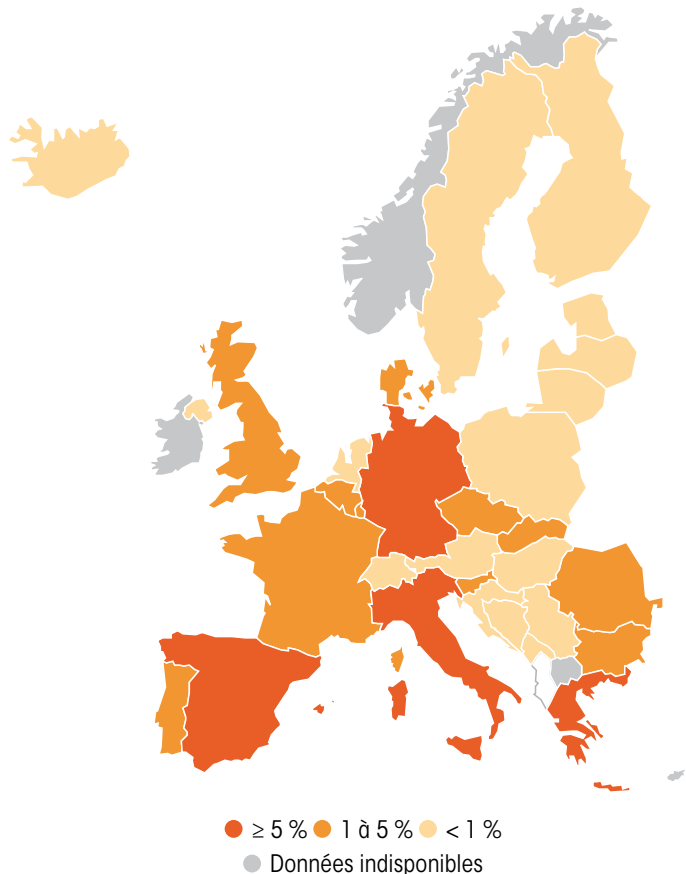 ≥ 5 % 1 à 5 % < 1 %
Données indisponibles